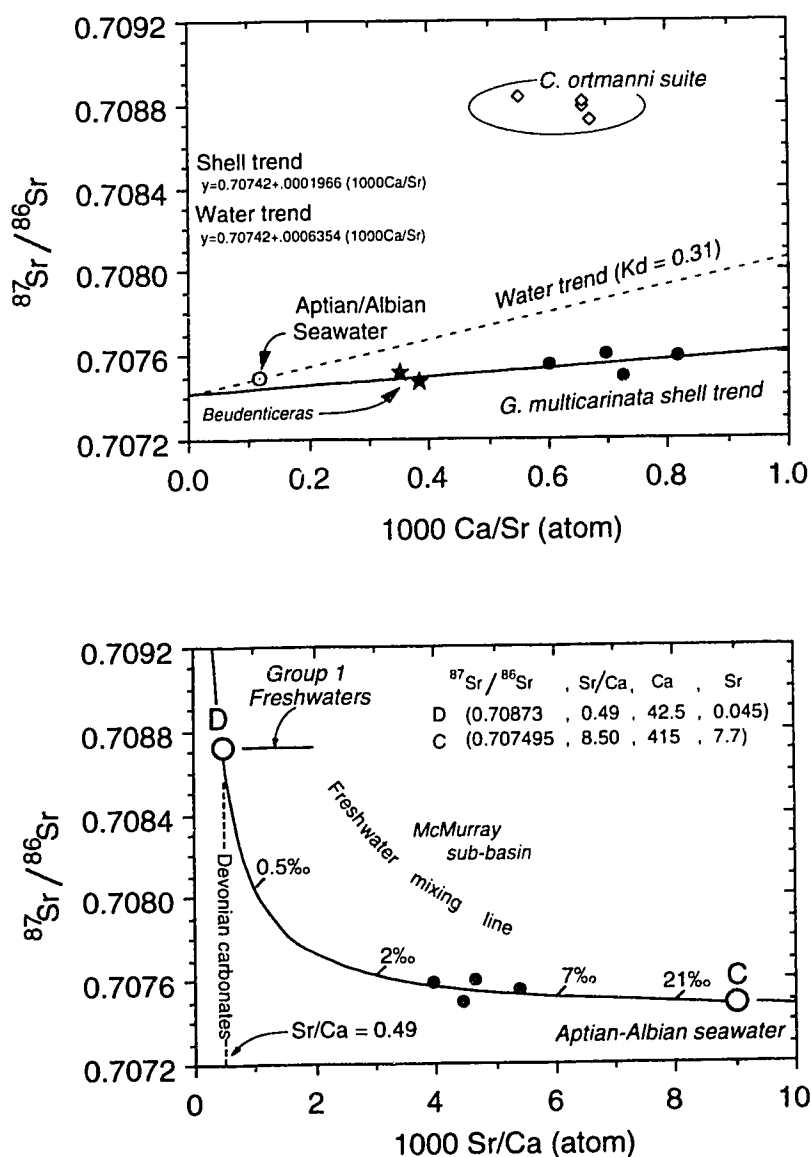 0.7092
0.7088
0.7084
0.7080
0.7076
0.7072
87Sr / 86Sr
C. ortmanni suite
Shell trend
y=0.70742+.0001966 (1000Ca/Sr)
Water trend
y=0.70742+.0006354 (1000Ca/Sr)
Water trend (Kd = 0.31)
Aptian/Albian
Seawater
Beudenticeras
G. multicarinata shell trend
0.0 0.2 0.4 0.6 0.8 1.0
1000 Ca/Sr (atom)
0.7092
0.7088
0.7084
0.7080
0.7076
0.7072
87Sr / 86Sr
Group 1
Freshwaters
87Sr / 86Sr , Sr/Ca , Ca , Sr
D (0.70873 , 0.49 , 42.5 , 0.045)
C (0.707495 , 8.50 , 415 , 7.7)
D
Freshwater mixing line
McMurray
sub-basin
0.5‰
Devonian carbonates
2‰
7‰
21‰
C
Sr/Ca = 0.49
Aptian-Albian seawater
0 2 4 6 8 10
1000 Sr/Ca (atom)